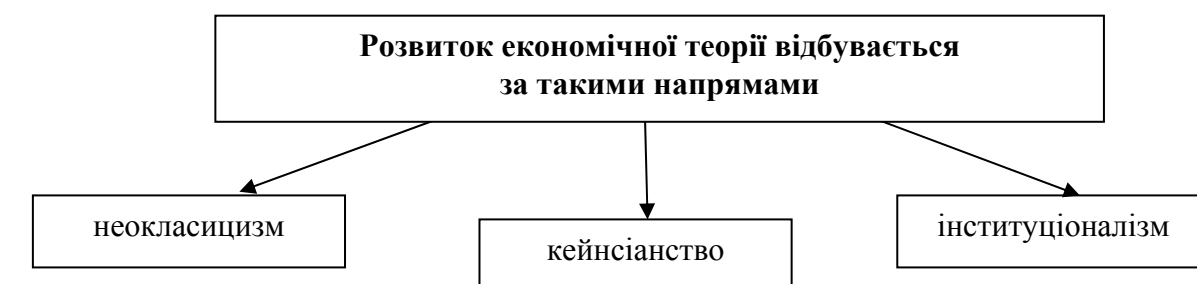 Розвиток економічної теорії відбувається
за такими напрямами
неокласицизм
кейнсіанство
інституціоналізм